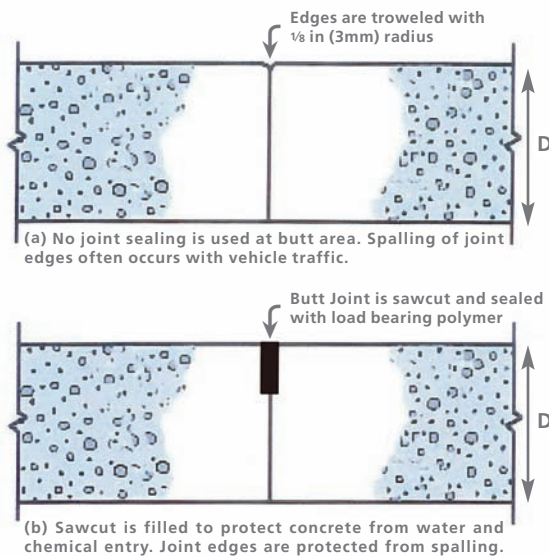 Edges are troweled with
⅛ in (3mm) radius
D
(a) No joint sealing is used at butt area. Spalling of joint
edges often occurs with vehicle traffic.
Butt Joint is sawcut and sealed
with load bearing polymer
D
(b) Sawcut is filled to protect concrete from water and
chemical entry. Joint edges are protected from spalling.